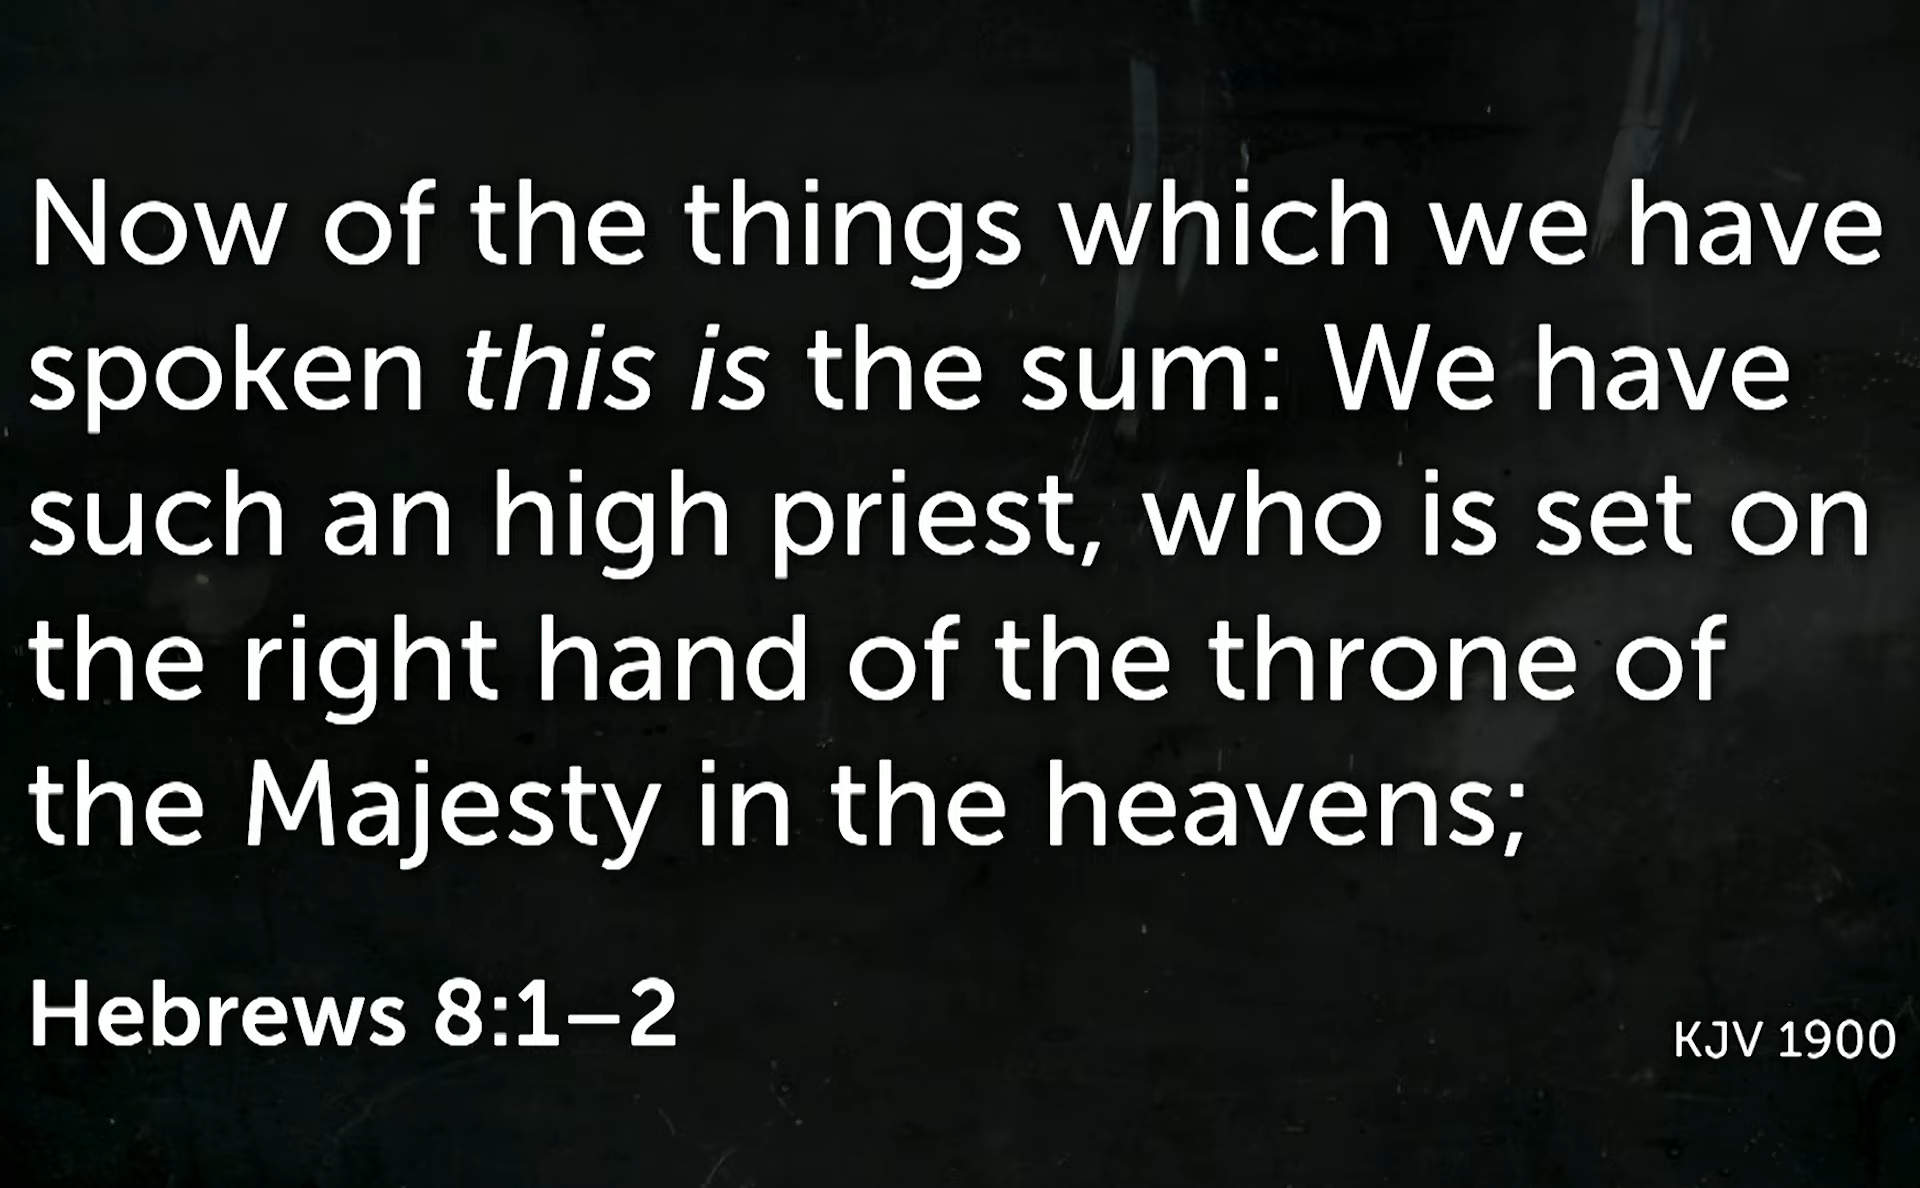 Now of the things which we have
spoken this is the sum: We have
such an high priest, who is set on
the right hand of the throne of
the Majesty in the heavens;
Hebrews 8:1–2
KJV 1900